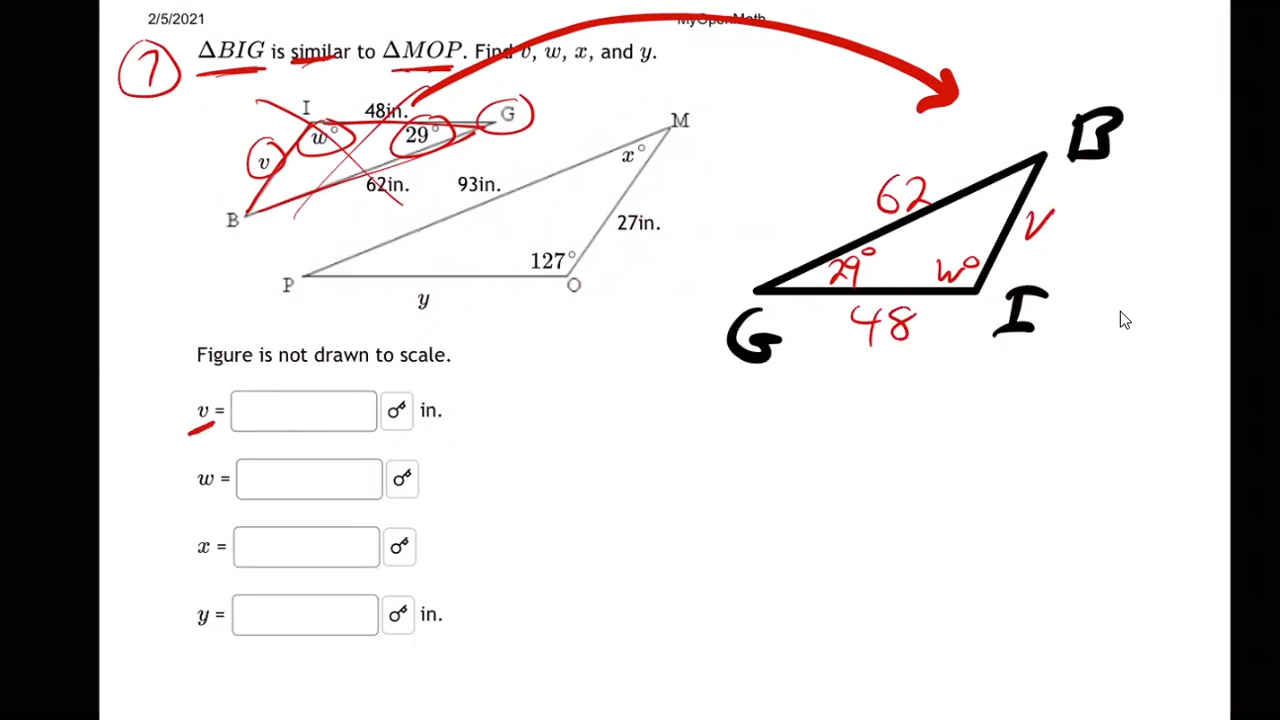 2/5/2021
MyOpenMath
7
ΔBIG is similar to ΔMOP. Find v, w, x, and y.
I
48in.
G
w°
29°
v
62in.
B
M
x°
93in.
27in.
127°
P
O
y
B
62
v
29°
w°
G
48
I
Figure is not drawn to scale.
v = in.
w =
x =
y = in.